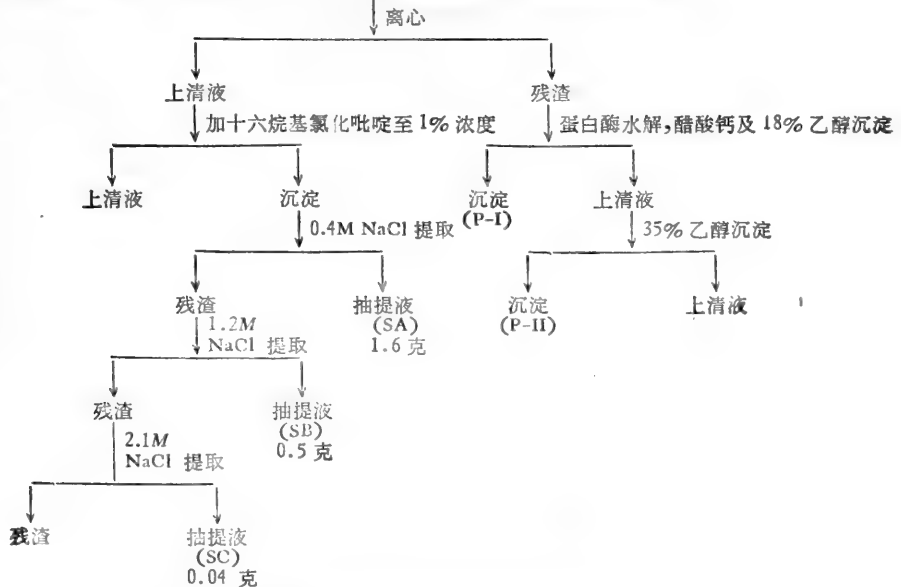 离心
上清液
残渣
加十六烷基氯化吡啶至1%浓度
蛋白酶水解,醋酸钙及18%乙醇沉淀
上清液
沉淀
沉淀
(P-I)
上清液
0.4M NaCl 提取
35%乙醇沉淀
残渣
抽提液
(SA)
1.6克
沉淀
(P-II)
上清液
1.2M
NaCl 提取
残渣
抽提液
(SB)
0.5克
2.1M
NaCl 提取
残渣
抽提液
(SC)
0.04克